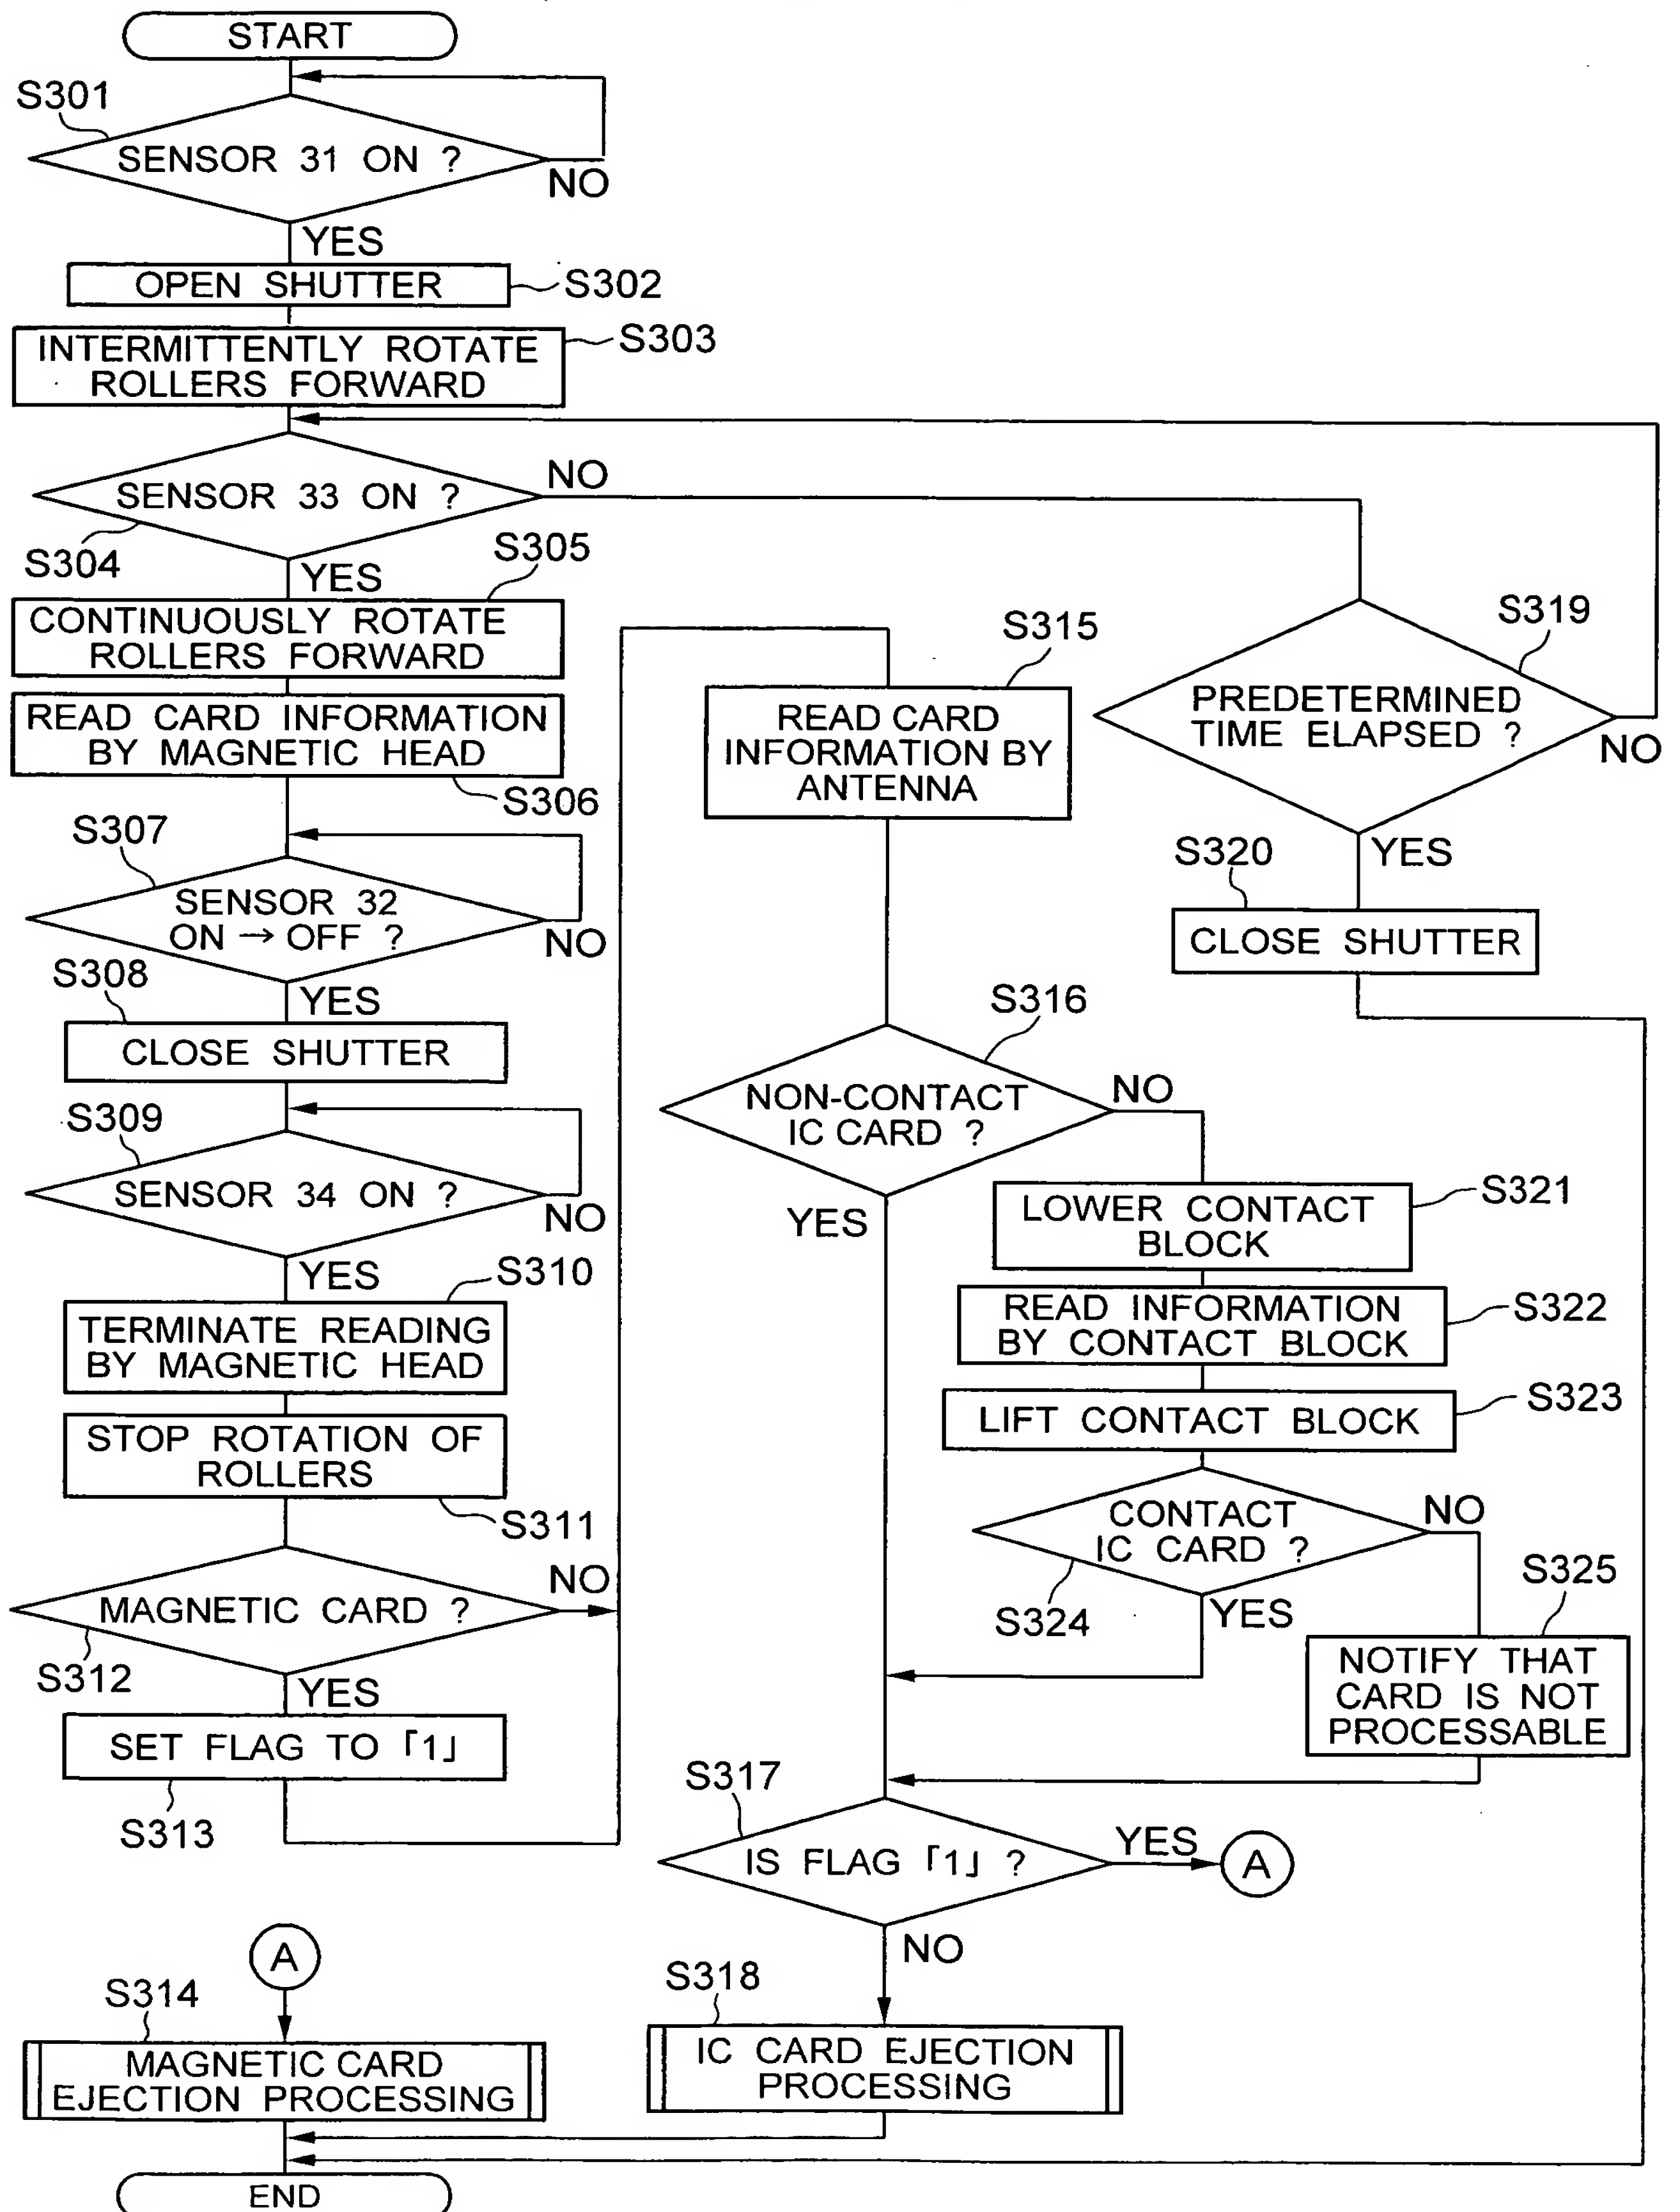 START
S301
SENSOR 31 ON ?
NO
YES
OPEN SHUTTER
S302
INTERMITTENTLY ROTATE
ROLLERS FORWARD
S303
SENSOR 33 ON ?
NO
S304
YES
S305
CONTINUOUSLY ROTATE
ROLLERS FORWARD
READ CARD INFORMATION
BY MAGNETIC HEAD
S306
S307
SENSOR 32
ON → OFF ?
NO
YES
S308
CLOSE SHUTTER
S309
SENSOR 34 ON ?
NO
YES
S310
TERMINATE READING
BY MAGNETIC HEAD
STOP ROTATION OF
ROLLERS
S311
MAGNETIC CARD ?
NO
S312
YES
SET FLAG TO 「1」
S313
A
S314
MAGNETIC CARD
EJECTION PROCESSING
END
S315
READ CARD
INFORMATION BY
ANTENNA
S316
NON-CONTACT
IC CARD ?
NO
YES
S317
IS FLAG 「1」 ?
YES
A
NO
S318
IC CARD EJECTION
PROCESSING
S319
PREDETERMINED
TIME ELAPSED ?
NO
YES
S320
CLOSE SHUTTER
LOWER CONTACT
BLOCK
S321
READ INFORMATION
BY CONTACT BLOCK
S322
LIFT CONTACT BLOCK
S323
CONTACT
IC CARD ?
NO
S324
YES
S325
NOTIFY THAT
CARD IS NOT
PROCESSABLE